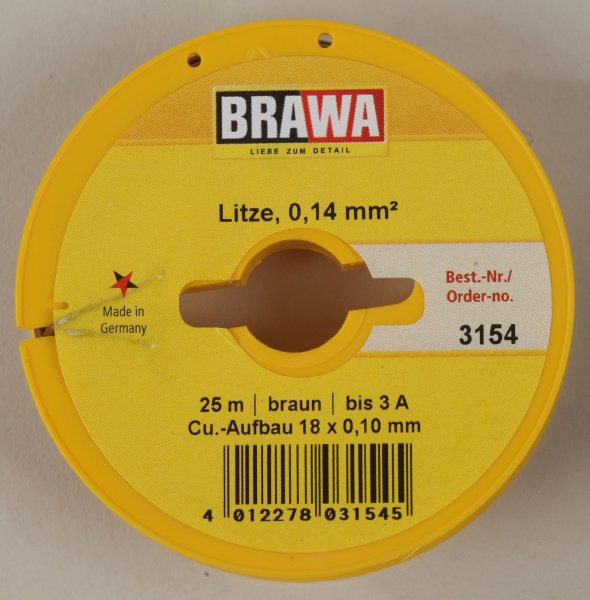 BRAWA
LIEBE ZUM DETAIL
Litze, 0,14 mm²
Best.-Nr./
Order-no.
3154
Made in
Germany
25 m | braun | bis 3 A
Cu.-Aufbau 18 x 0,10 mm
4 012278 031545